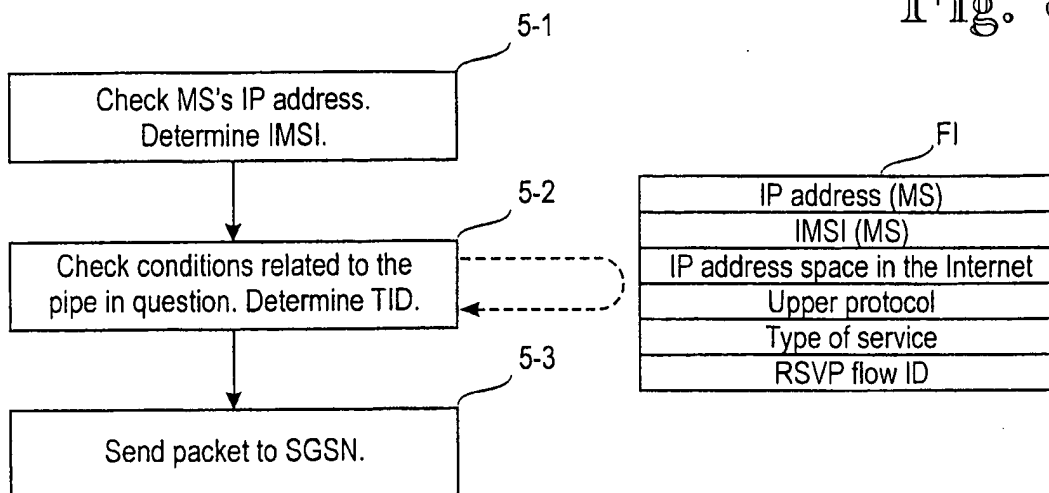 Fig.
5-1
Check MS's IP address.
Determine IMSI.
5-2
Check conditions related to the
pipe in question. Determine TID.
5-3
Send packet to SGSN.
FI
IP address (MS)
IMSI (MS)
IP address space in the Internet
Upper protocol
Type of service
RSVP flow ID